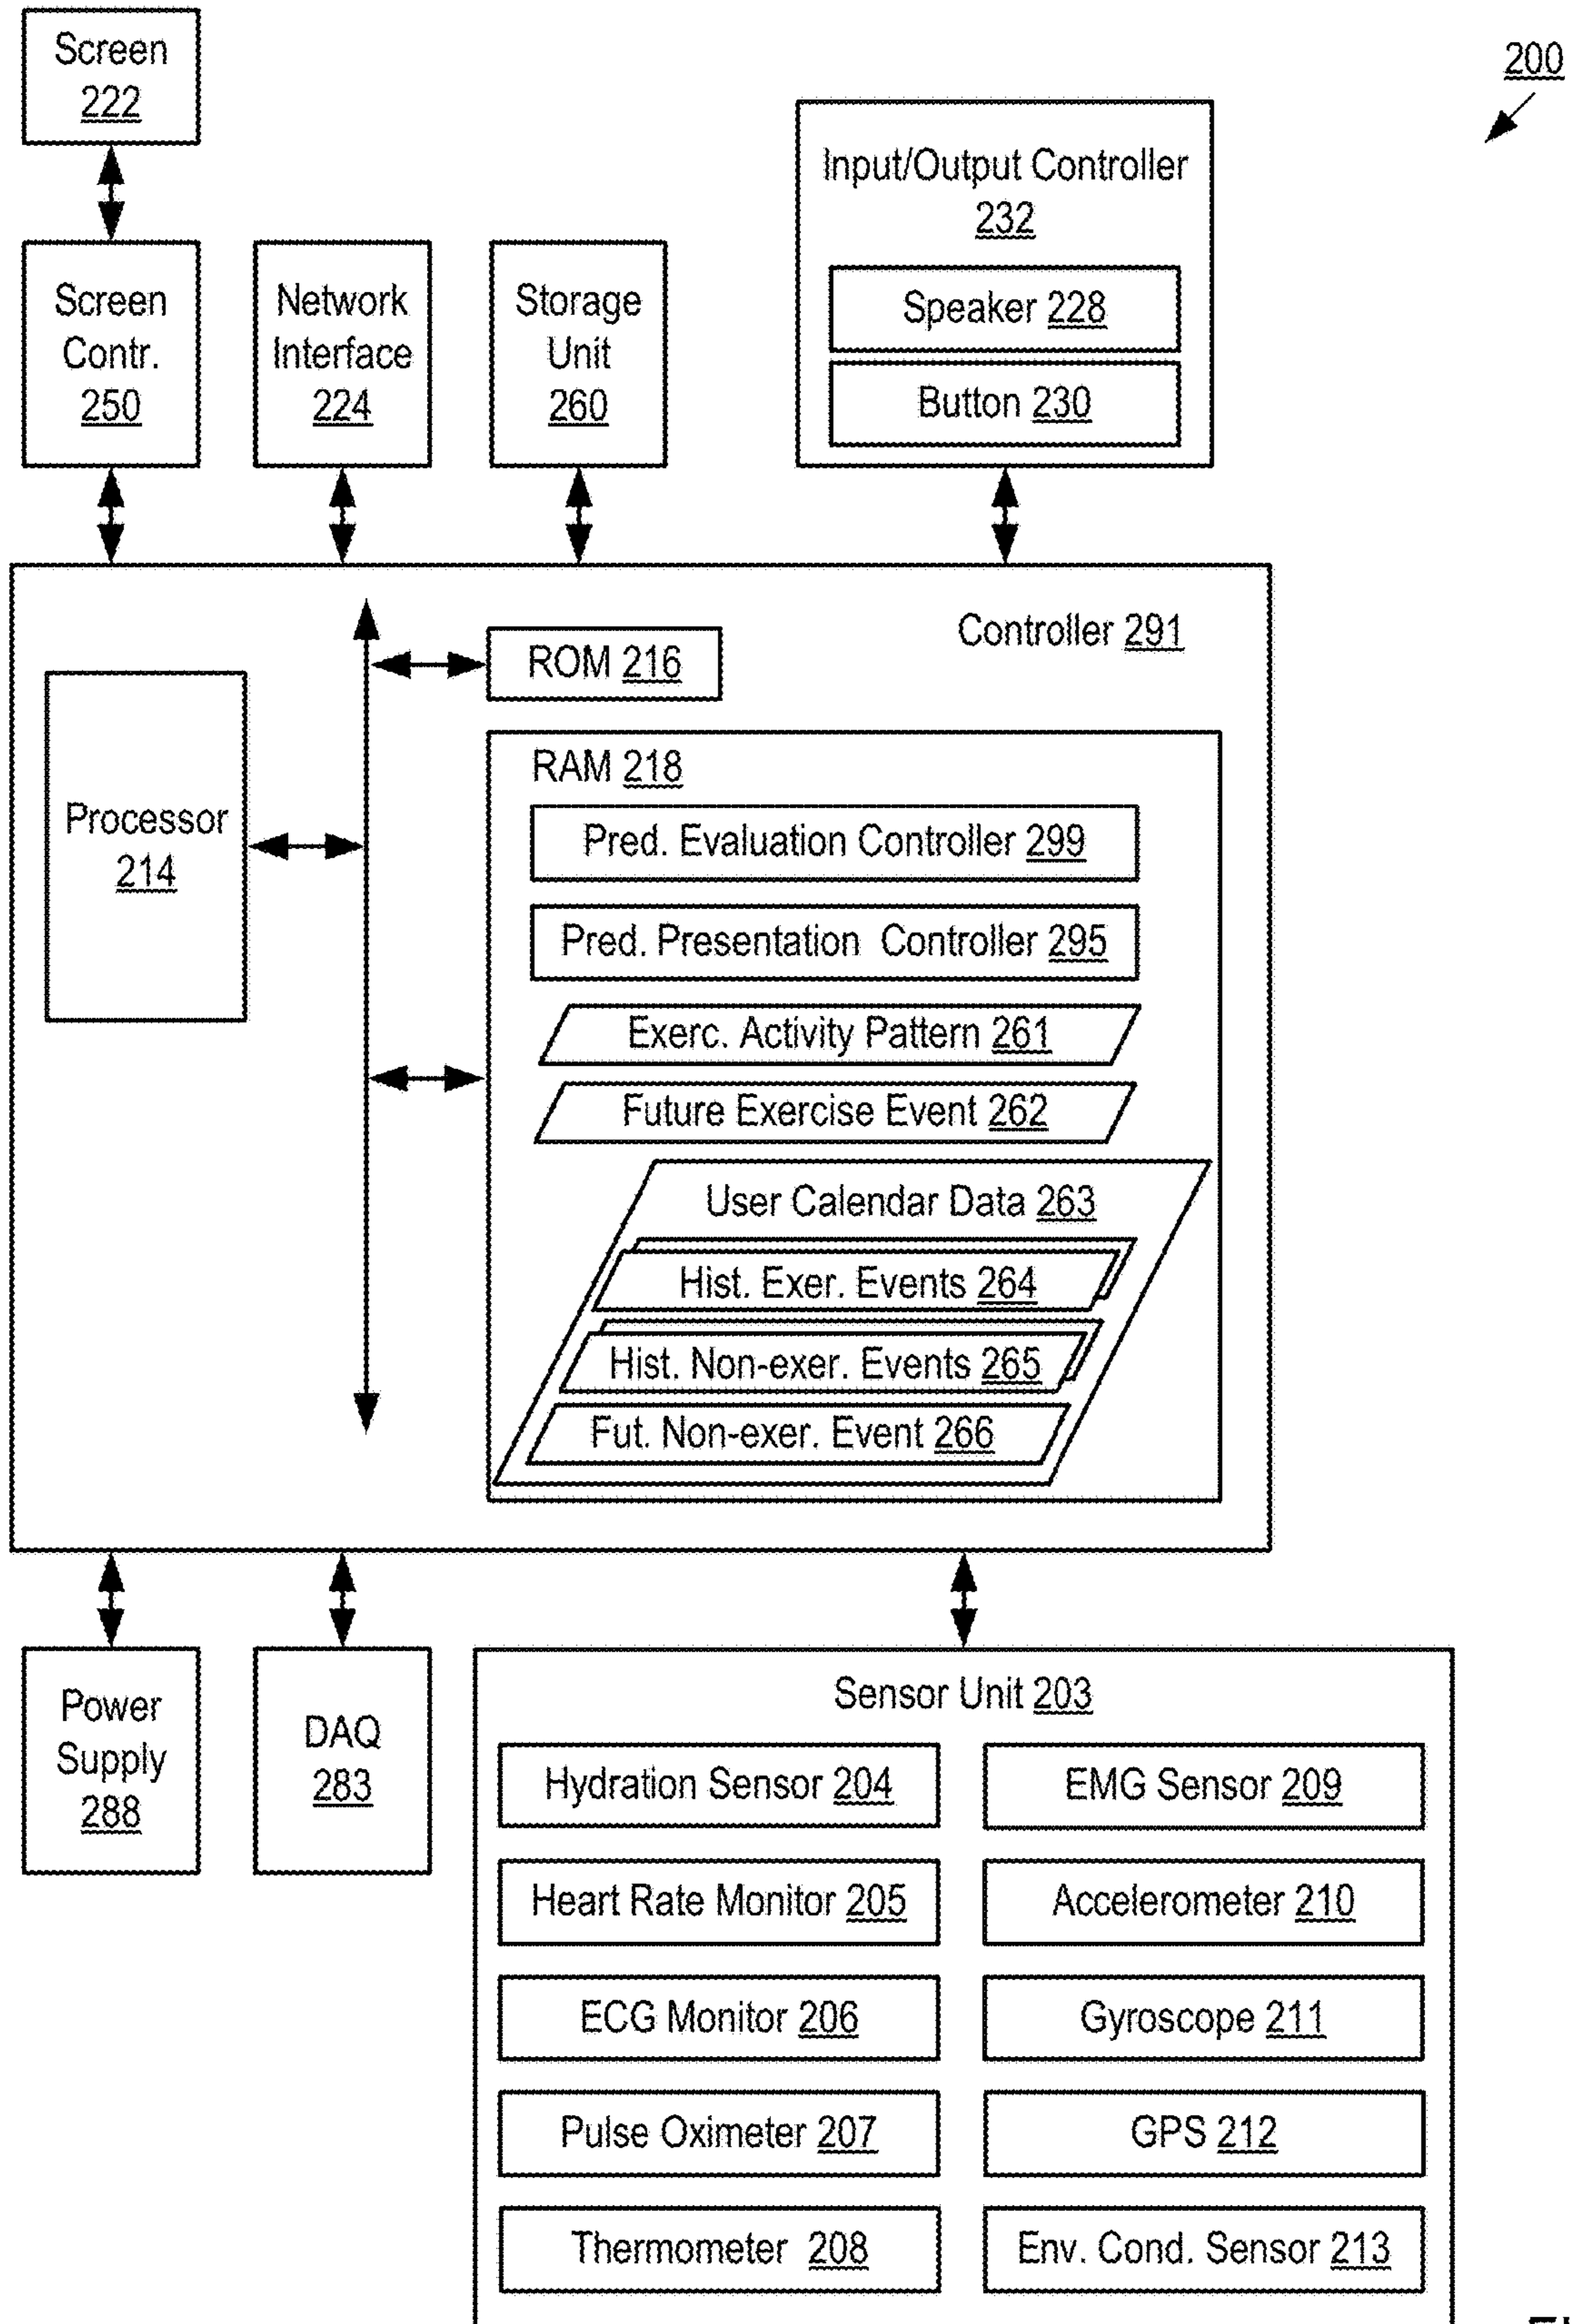 Screen
222
200
Input/Output Controller
232
Speaker 228
Button 230
Screen
Contr.
250
Network
Interface
224
Storage
Unit
260
Controller 291
ROM 216
Processor
214
RAM 218
Pred. Evaluation Controller 299
Pred. Presentation Controller 295
Exerc. Activity Pattern 261
Future Exercise Event 262
User Calendar Data 263
Hist. Exer. Events 264
Hist. Non-exer. Events 265
Fut. Non-exer. Event 266
Power
Supply
288
DAQ
283
Sensor Unit 203
Hydration Sensor 204
EMG Sensor 209
Heart Rate Monitor 205
Accelerometer 210
ECG Monitor 206
Gyroscope 211
Pulse Oximeter 207
GPS 212
Thermometer 208
Env. Cond. Sensor 213